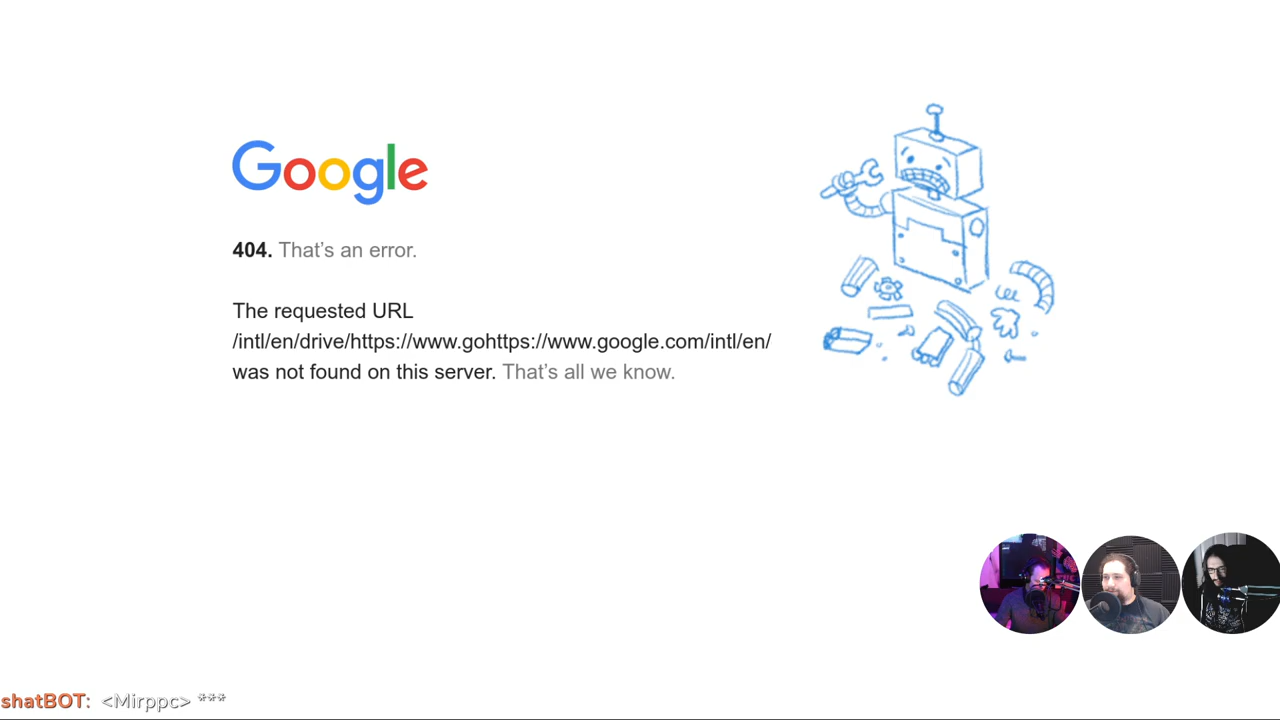 Google
404. That’s an error.
The requested URL
/intl/en/drive/https://www.gohttps://www.google.com/intl/en/
was not found on this server. That’s all we know.
shatBOT: <Mirppc> ***